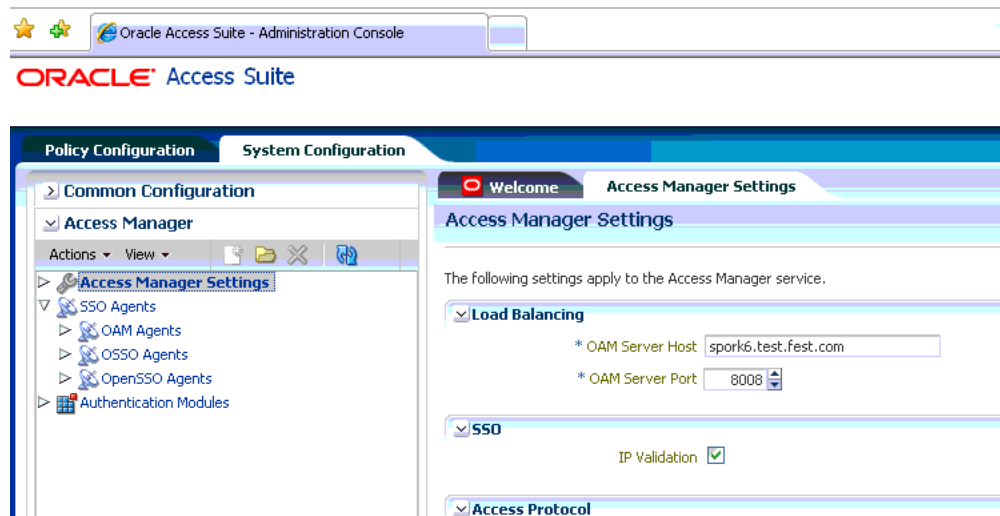 Oracle Access Suite - Administration Console
ORACLE Access Suite
Policy Configuration System Configuration
Common Configuration
Access Manager
Actions View
Access Manager Settings
SSO Agents
OAM Agents
OSSO Agents
OpenSSO Agents
Authentication Modules
Welcome Access Manager Settings
Access Manager Settings
The following settings apply to the Access Manager service.
Load Balancing
* OAM Server Host spork6.test.fest.com
* OAM Server Port 8008
SSO
IP Validation
Access Protocol